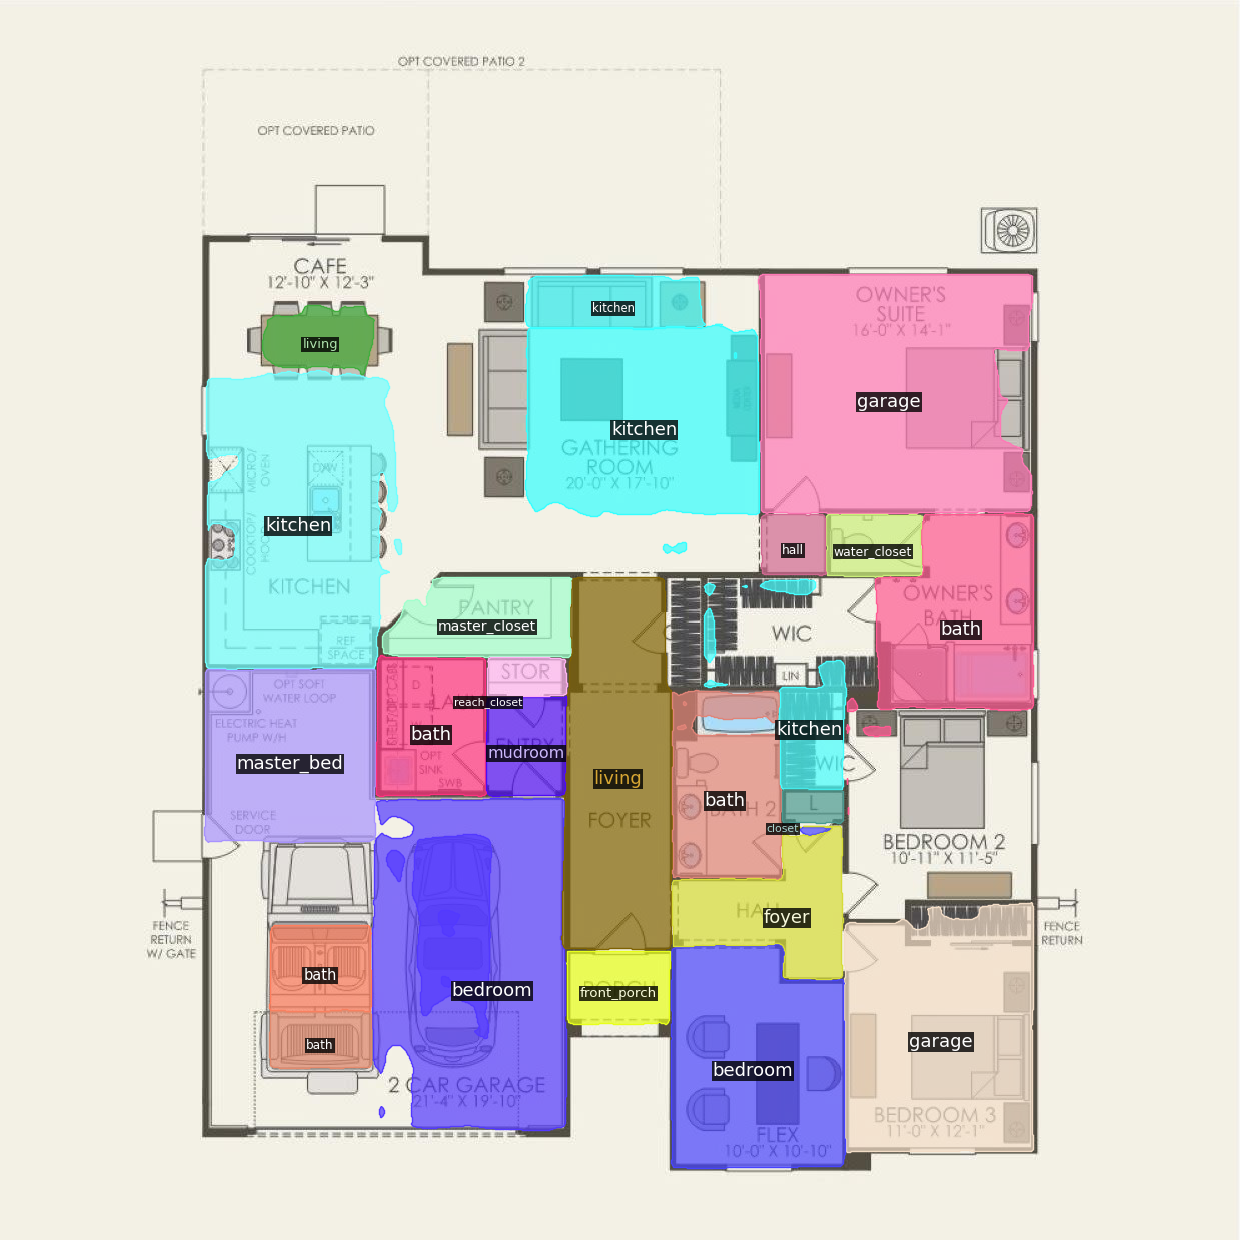 OPT COVERED PATIO 2
OPT COVERED PATIO
CAFE
12'-10" X 12'-3"
living
kitchen
kitchen
GATHERING
ROOM
20'-0" X 17'-10"
OWNER'S
SUITE
16'-0" X 14'-1"
garage
MICRO/
OVEN
D/W
COOKTOP/
kitchen
KITCHEN
REF
SPACE
hall
water_closet
OWNER'S
BATH
bath
PANTRY
master_closet
WIC
LIN
STOR
reach_closet
OPT SOFT
WATER LOOP
ELECTRIC HEAT
PUMP W/H
master_bed
SERVICE
DOOR
D
bath
OPT
SINK
SWB
ENTRY
mudroom
living
FOYER
kitchen
WIC
bath
BATH 2
L
closet
BEDROOM 2
10'-11" X 11'-5"
HALL
foyer
FENCE
RETURN
W/ GATE
FENCE
RETURN
bath
bath
bedroom
2 CAR GARAGE
21'-4" X 19'-10"
PORCH
front_porch
bedroom
FLEX
10'-0" X 10'-10"
garage
BEDROOM 3
11'-0" X 12'-1"